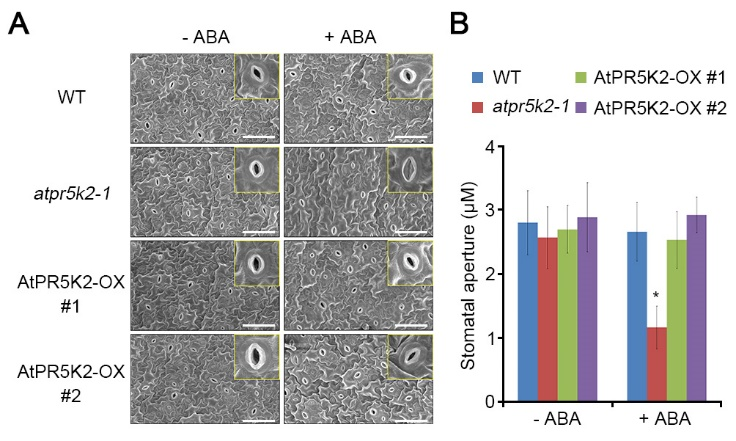 A
- ABA
+ ABA
WT
atpr5k2-1
AtPR5K2-OX
#1
AtPR5K2-OX
#2
B
WT
AtPR5K2-OX #1
atpr5k2-1
AtPR5K2-OX #2
Stomatal aperture (μM)
4
3
2
1
0
*
- ABA
+ ABA